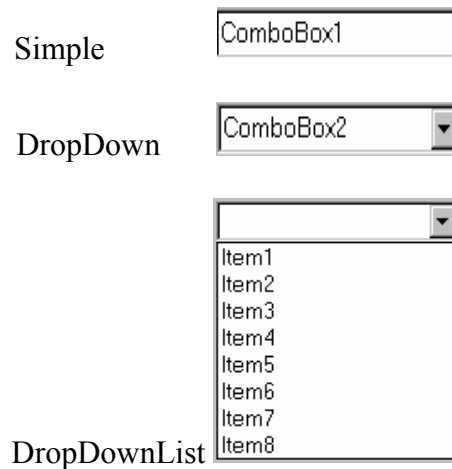 Simple ComboBox1
DropDown ComboBox2
Item1
Item2
Item3
Item4
Item5
Item6
Item7
DropDownList Item8